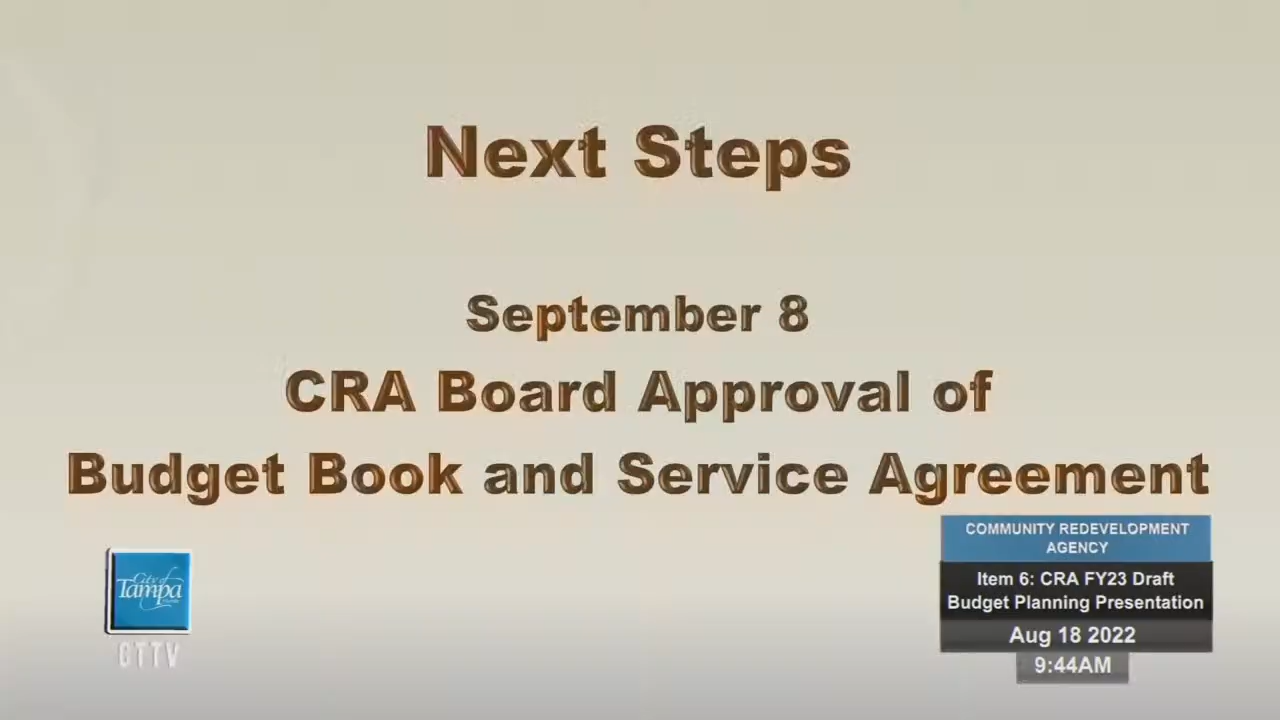 Next Steps
September 8
CRA Board Approval of
Budget Book and Service Agreement
COMMUNITY REDEVELOPMENT
AGENCY
Item 6: CRA FY23 Draft
Budget Planning Presentation
Aug 18 2022
9:44AM
City of
Tampa
GTTV